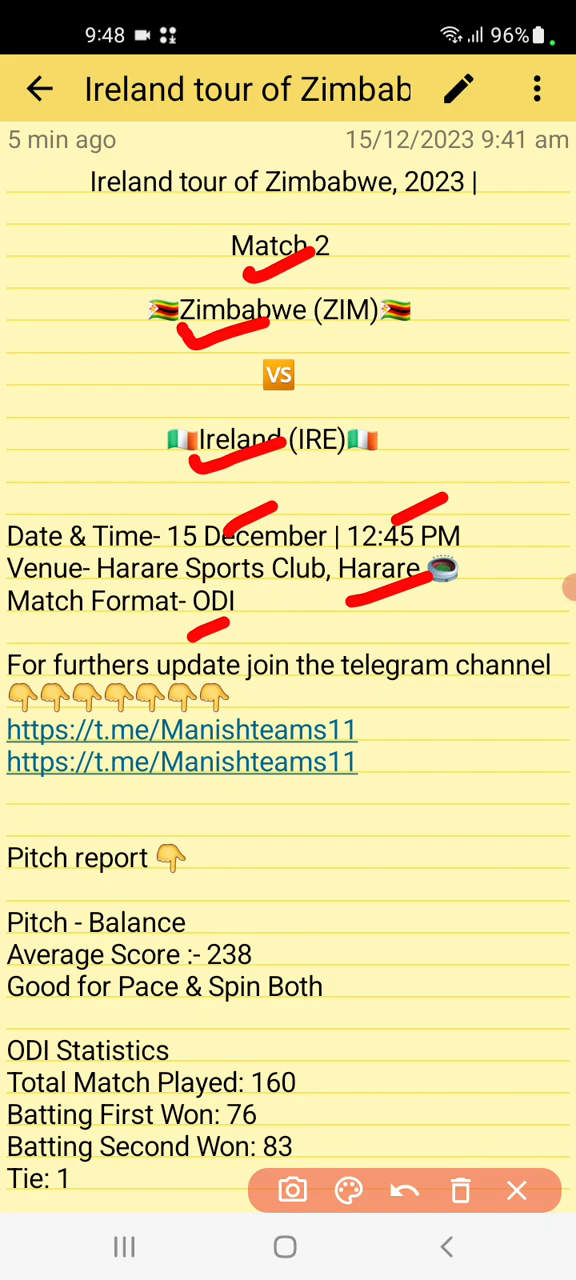 9:48
96%
Ireland tour of Zimbab
5 min ago 15/12/2023 9:41 am
Ireland tour of Zimbabwe, 2023 |
Match 2
🇿🇼Zimbabwe (ZIM)🇿🇼
🆚
🇮🇪Ireland (IRE)🇮🇪
Date & Time- 15 December | 12:45 PM
Venue- Harare Sports Club, Harare 🏟️
Match Format- ODI
For furthers update join the telegram channel
👇👇👇👇👇👇👇
https://t.me/Manishteams11
https://t.me/Manishteams11
Pitch report 👇
Pitch - Balance
Average Score :- 238
Good for Pace & Spin Both
ODI Statistics
Total Match Played: 160
Batting First Won: 76
Batting Second Won: 83
Tie: 1